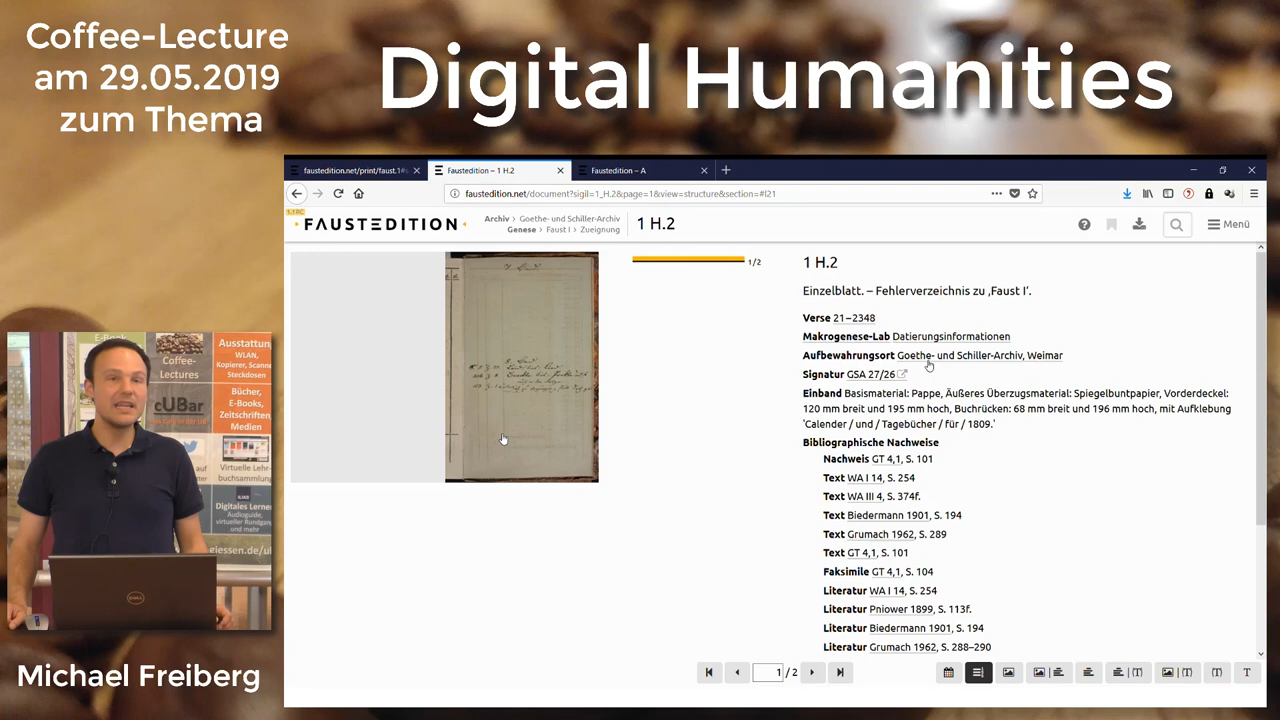 Coffee-Lecture
am 29.05.2019
zum Thema
Digital Humanities
faustedition.net/print/faust.1#s
Faustedition – 1 H.2
Faustedition – A
faustedition.net/document?sigil=1_H.2&page=1&view=structure&section=#l21
FAUSTEDITION
Archiv > Goethe- und Schiller-Archiv
Genese > Faust I > Zueignung
1 H.2
Menü
1/2
1 H.2
Einzelblatt. – Fehlerverzeichnis zu ‚Faust I‘.
Verse 21–2348
Makrogenese-Lab Datierungsinformationen
Aufbewahrungsort Goethe- und Schiller-Archiv, Weimar
Signatur GSA 27/26
Einband Basismaterial: Pappe, Äußeres Überzugsmaterial: Spiegelbuntpapier, Vorderdeckel:
120 mm breit und 195 mm hoch, Buchrücken: 68 mm breit und 196 mm hoch, mit Aufklebung
'Calender / und / Tagebücher / für / 1809.'
Bibliographische Nachweise
Nachweis GT 4,1, S. 101
Text WA I 14, S. 254
Text WA III 4, S. 374f.
Text Biedermann 1901, S. 194
Text Grumach 1962, S. 289
Text GT 4,1, S. 101
Faksimile GT 4,1, S. 104
Literatur WA I 14, S. 254
Literatur Pniower 1899, S. 113f.
Literatur Biedermann 1901, S. 194
Literatur Grumach 1962, S. 288–290
1 / 2
E-Book
Coffee-
Lectures
cUBar
Ausstattung
WLAN,
Kopierer, Scanne
Steckdosen
Bücher,
E-Books,
Zeitschriften
Medien
Virtuelle Lehr-
buchsammlung
Digitales Lerne
Audioguide,
virtueller Rundgan
und mehr
giessen.de/u
DELL
Michael Freiberg